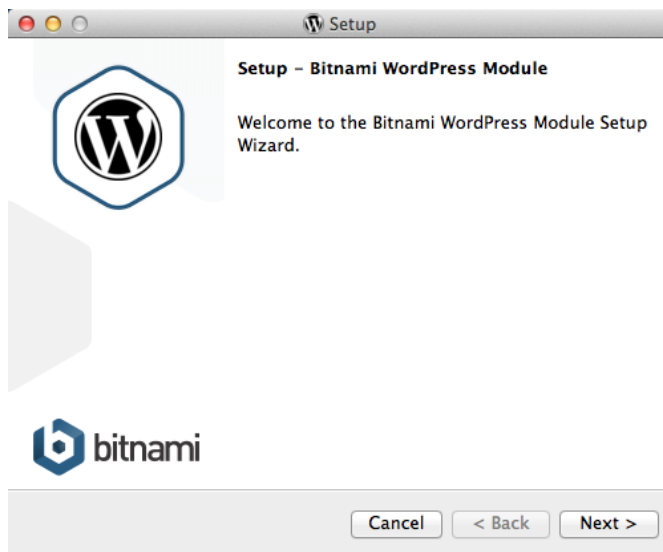 Setup
Setup – Bitnami WordPress Module
Welcome to the Bitnami WordPress Module Setup
Wizard.
bitnami
Cancel
< Back
Next >